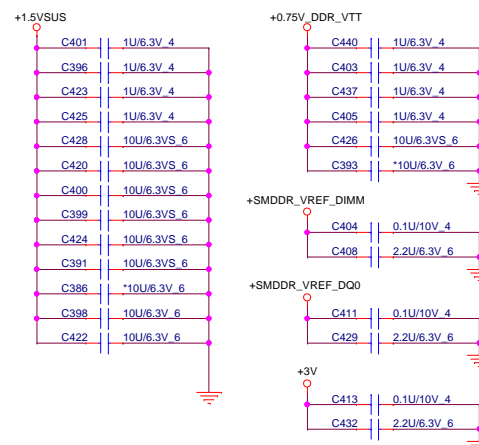 +1.5VSUS
C401 1U/6.3V_4
C396 1U/6.3V_4
C423 1U/6.3V_4
C425 1U/6.3V_4
C428 10U/6.3VS_6
C420 10U/6.3VS_6
C400 10U/6.3VS_6
C399 10U/6.3VS_6
C424 10U/6.3VS_6
C391 10U/6.3VS_6
C386 *10U/6.3V_6
C398 10U/6.3V_6
C422 10U/6.3V_6
+0.75V_DDR_VTT
C440 1U/6.3V_4
C403 1U/6.3V_4
C437 1U/6.3V_4
C405 1U/6.3V_4
C426 10U/6.3VS_6
C393 *10U/6.3V_6
+SMDDR_VREF_DIMM
C404 0.1U/10V_4
C408 2.2U/6.3V_6
+SMDDR_VREF_DQ0
C411 0.1U/10V_4
C429 2.2U/6.3V_6
+3V
C413 0.1U/10V_4
C432 2.2U/6.3V_6